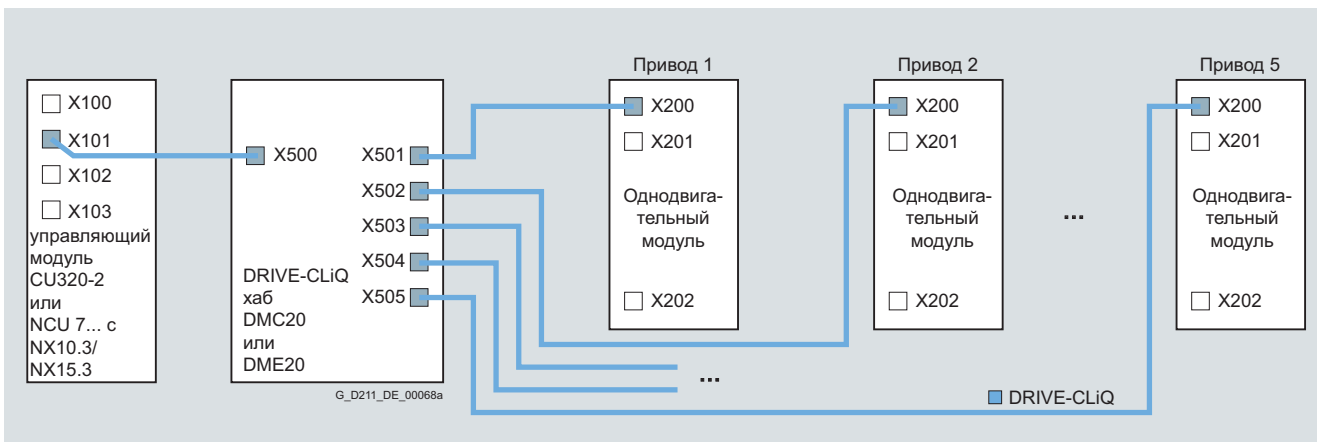 X100
X101
X102
X103
управляющий
модуль
CU320-2
или
NCU 7... с
NX10.3/
NX15.3
X500
X501
X502
X503
X504
X505
DRIVE-CLiQ
хаб
DMC20
или
DME20
G_D211_DE_00068a
Привод 1
X200
X201
Однодвига-
тельный
модуль
X202
...
Привод 2
X200
X201
Однодвига-
тельный
модуль
X202
...
Привод 5
X200
X201
Однодвига-
тельный
модуль
X202
DRIVE-CLiQ